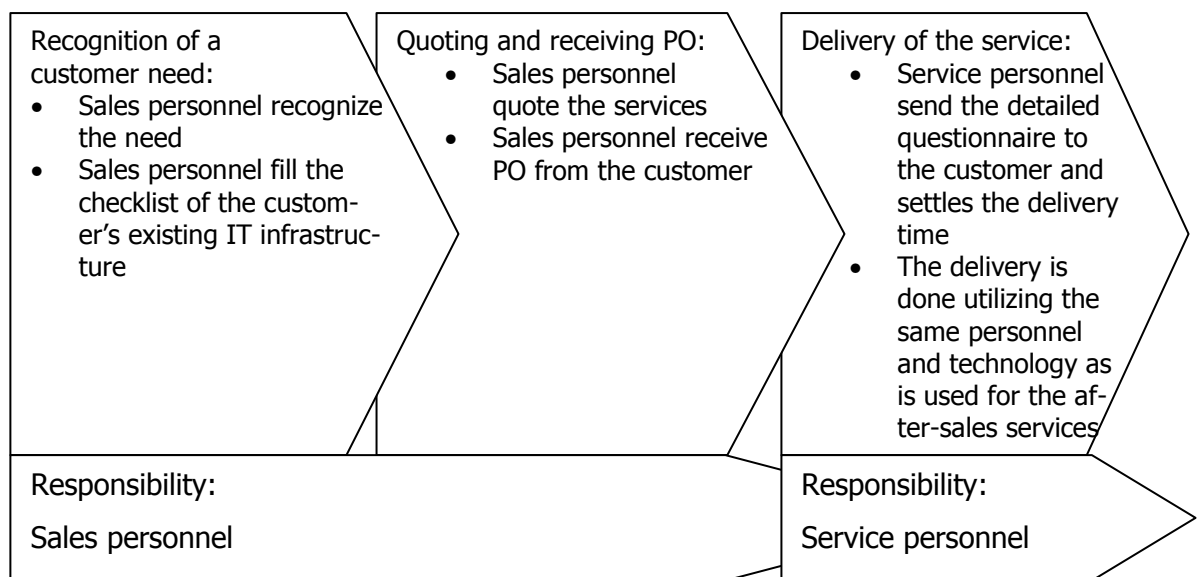 Recognition of a
customer need:
• Sales personnel recognize
the need
• Sales personnel fill the
checklist of the custom-
er's existing IT infrastruc-
ture
Quoting and receiving PO:
• Sales personnel
quote the services
• Sales personnel receive
PO from the customer
Delivery of the service:
• Service personnel
send the detailed
questionnaire to
the customer and
settles the delivery
time
• The delivery is
done utilizing the
same personnel
and technology as
is used for the af-
ter-sales services
Responsibility:
Sales personnel
Responsibility:
Service personnel